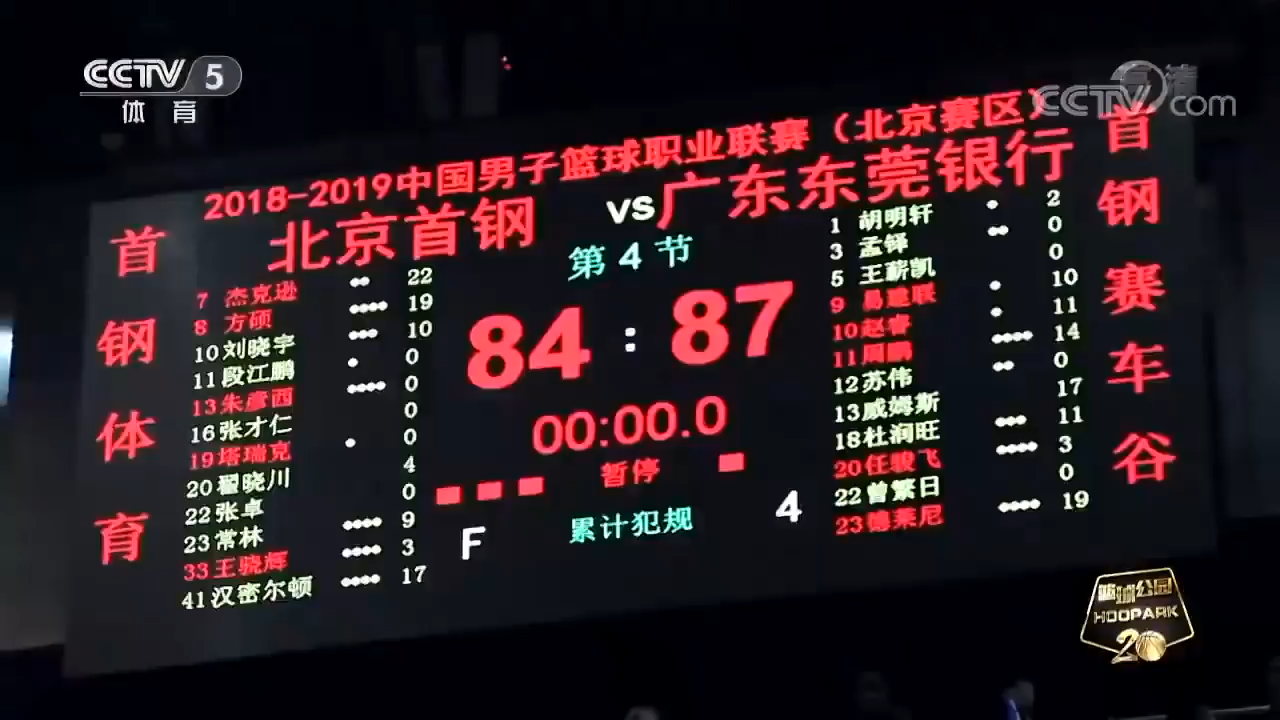 CCTV 5
体育
CCTV.com
高清
2018-2019中国男子篮球职业联赛（北京赛区）
北京首钢 VS 广东东莞银行
首钢体育
首钢赛车谷
第 4 节
84 : 87
00:00.0
暂停
F 累计犯规 4
7 杰克逊 •• 22
8 方硕 •••• 19
10 刘晓宇 ••• 10
11 段江鹏 • 0
13 朱彦西 •••• 0
16 张才仁 0
19 塔瑞克 • 0
20 翟晓川 4
22 张卓 0
23 常林 •••• 9
33 王骁辉 •••• 3
41 汉密尔顿 •••• 17
1 胡明轩 • 2
3 孟铎 •• 0
5 王薪凯 0
9 易建联 • 10
10 赵睿 • 11
11 周鹏 •••• 14
12 苏伟 •• 0
13 威姆斯 17
18 杜润旺 ••• 11
20 任骏飞 •••• 3
22 曾繁日 0
23 德莱尼 •••• 19
篮球公园
HOOPARK
20